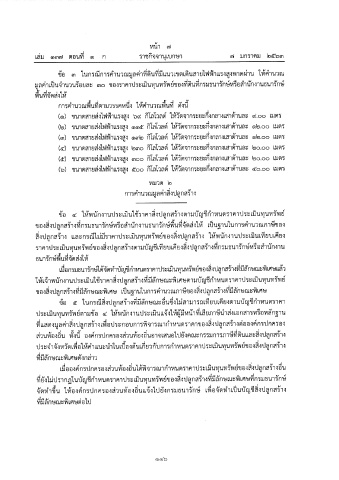 หน้า ๗
เล่ม ๑๓๗ ตอนที่ ๑ ก ราชกิจจานุเบกษา ๗ มกราคม ๒๕๖๓
ข้อ ๓ ในกรณีการคำนวณมูลค่าที่ดินที่มีแนวเขตเดินสายไฟฟ้าแรงสูงพาดผ่าน ให้คำนวณ
มูลค่าเป็นจำนวนร้อยละ ๓๐ ของราคาประเมินทุนทรัพย์ของที่ดินที่กรมธนารักษ์หรือสำนักงานธนารักษ์
พื้นที่จัดส่งให้
การคำนวณพื้นที่ตามวรรคหนึ่ง ให้คำนวณพื้นที่ ดังนี้
(๑) ขนาดสายส่งไฟฟ้าแรงสูง ๖๙ กิโลโวลต์ ให้วัดจากระยะกึ่งกลางเสาด้านละ ๙.๐๐ เมตร
(๒) ขนาดสายส่งไฟฟ้าแรงสูง ๑๑๕ กิโลโวลต์ ให้วัดจากระยะกึ่งกลางเสาด้านละ ๑๒.๐๐ เมตร
(๓) ขนาดสายส่งไฟฟ้าแรงสูง ๑๓๒ กิโลโวลต์ ให้วัดจากระยะกึ่งกลางเสาด้านละ ๑๒.๐๐ เมตร
(๔) ขนาดสายส่งไฟฟ้าแรงสูง ๒๓๐ กิโลโวลต์ ให้วัดจากระยะกึ่งกลางเสาด้านละ ๒๐.๐๐ เมตร
(๕) ขนาดสายส่งไฟฟ้าแรงสูง ๓๐๐ กิโลโวลต์ ให้วัดจากระยะกึ่งกลางเสาด้านละ ๒๐.๐๐ เมตร
(๖) ขนาดสายส่งไฟฟ้าแรงสูง ๕๐๐ กิโลโวลต์ ให้วัดจากระยะกึ่งกลางเสาด้านละ ๔๐.๐๐ เมตร
หมวด ๒
การคำนวณมูลค่าสิ่งปลูกสร้าง
ข้อ ๔ ให้พนักงานประเมินใช้ราคาสิ่งปลูกสร้างตามบัญชีกำหนดราคาประเมินทุนทรัพย์
ของสิ่งปลูกสร้างที่กรมธนารักษ์หรือสำนักงานธนารักษ์พื้นที่จัดส่งให้ เป็นฐานในการคำนวณภาษีของ
สิ่งปลูกสร้าง และกรณีไม่มีราคาประเมินทุนทรัพย์ของสิ่งปลูกสร้าง ให้พนักงานประเมินเทียบเคียง
ราคาประเมินทุนทรัพย์ของสิ่งปลูกสร้างตามบัญชีเทียบเคียงสิ่งปลูกสร้างที่กรมธนารักษ์หรือสำนักงาน
ธนารักษ์พื้นที่จัดส่งให้
เมื่อกรมธนารักษ์ได้จัดทำบัญชีกำหนดราคาประเมินทุนทรัพย์ของสิ่งปลูกสร้างที่มีลักษณะพิเศษแล้ว
ให้เจ้าพนักงานประเมินใช้ราคาสิ่งปลูกสร้างที่มีลักษณะพิเศษตามบัญชีกำหนดราคาประเมินทุนทรัพย์
ของสิ่งปลูกสร้างที่มีลักษณะพิเศษ เป็นฐานในการคำนวณภาษีของสิ่งปลูกสร้างที่มีลักษณะพิเศษ
ข้อ ๕ ในกรณีสิ่งปลูกสร้างที่มีลักษณะอื่นซึ่งไม่สามารถเทียบเคียงตามบัญชีกำหนดราคา
ประเมินทุนทรัพย์ตามข้อ ๔ ให้พนักงานประเมินแจ้งให้ผู้มีหน้าที่เสียภาษีนำส่งเอกสารหรือหลักฐาน
ที่แสดงมูลค่าสิ่งปลูกสร้างเพื่อประกอบการพิจารณากำหนดราคาของสิ่งปลูกสร้างต่อองค์กรปกครอง
ส่วนท้องถิ่น ทั้งนี้ องค์กรปกครองส่วนท้องถิ่นอาจเสนอไปยังคณะกรรมการภาษีที่ดินและสิ่งปลูกสร้าง
ประจำจังหวัดเพื่อให้คำแนะนำในเบื้องต้นเกี่ยวกับการกำหนดราคาประเมินทุนทรัพย์ของสิ่งปลูกสร้าง
ที่มีลักษณะพิเศษดังกล่าว
เมื่อองค์กรปกครองส่วนท้องถิ่นได้พิจารณากำหนดราคาประเมินทุนทรัพย์ของสิ่งปลูกสร้างอื่น
ที่ยังไม่ปรากฏในบัญชีกำหนดราคาประเมินทุนทรัพย์ของสิ่งปลูกสร้างที่มีลักษณะพิเศษที่กรมธนารักษ์
จัดทำขึ้น ให้องค์กรปกครองส่วนท้องถิ่นแจ้งไปยังกรมธนารักษ์ เพื่อจัดทำเป็นบัญชีสิ่งปลูกสร้าง
ที่มีลักษณะพิเศษต่อไป